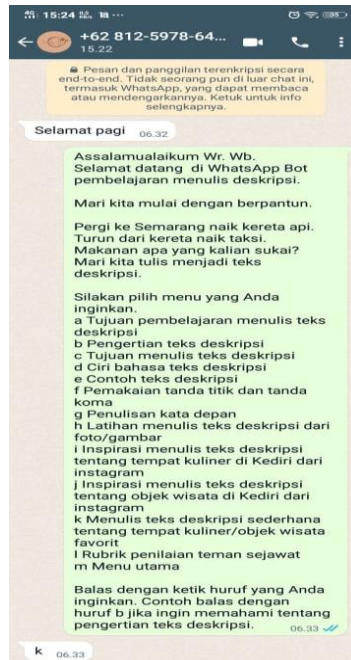 15:24
+62 812-5978-64...
15.22
Pesan dan panggilan terenkripsi secara
end-to-end. Tidak seorang pun di luar chat ini,
termasuk WhatsApp, yang dapat membaca
atau mendengarkannya. Ketuk untuk info
selengkapnya.
Selamat pagi 06.32
Assalamualaikum Wr. Wb.
Selamat datang di WhatsApp Bot
pembelajaran menulis deskripsi.
Mari kita mulai dengan berpantun.
Pergi ke Semarang naik kereta api.
Turun dari kereta naik taksi.
Makanan apa yang kalian sukai?
Mari kita tulis menjadi teks
deskripsi.
Silakan pilih menu yang Anda
inginkan.
a Tujuan pembelajaran menulis teks
deskripsi
b Pengertian teks deskripsi
c Tujuan menulis teks deskripsi
d Ciri bahasa teks deskripsi
e Contoh teks deskripsi
f Pemakaian tanda titik dan tanda
koma
g Penulisan kata depan
h Latihan menulis teks deskripsi dari
foto/gambar
i Inspirasi menulis teks deskripsi
tentang tempat kuliner di Kediri dari
instagram
j Inspirasi menulis teks deskripsi
tentang objek wisata di Kediri dari
instagram
k Menulis teks deskripsi sederhana
tentang tempat kuliner/objek wisata
favorit
l Rubrik penilaian teman sejawat
m Menu utama
Balas dengan ketik huruf yang Anda
inginkan. Contoh balas dengan
huruf b jika ingin memahami tentang
pengertian teks deskripsi. 06.33
k 06.33